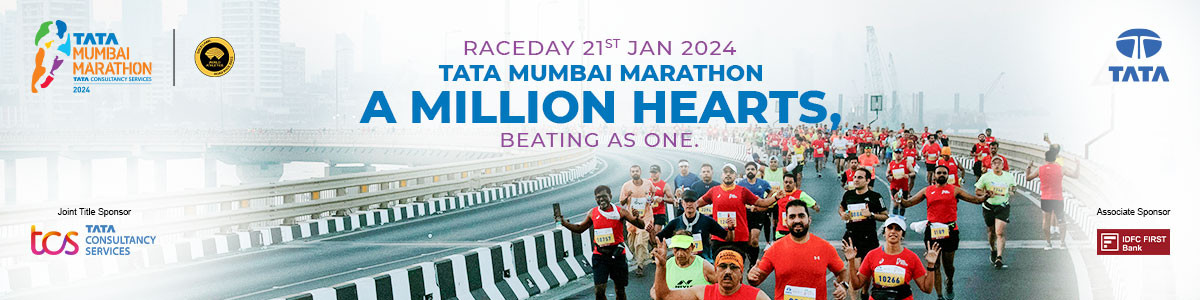 TATA
MUMBAI
MARATHON
TATA CONSULTANCY SERVICES
2024
RACEDAY 21ST JAN 2024
TATA MUMBAI MARATHON
A MILLION HEARTS,
BEATING AS ONE.
TATA
Joint Title Sponsor
tcs
TATA
CONSULTANCY
SERVICES
Associate Sponsor
IDFC FIRST
Bank
10266